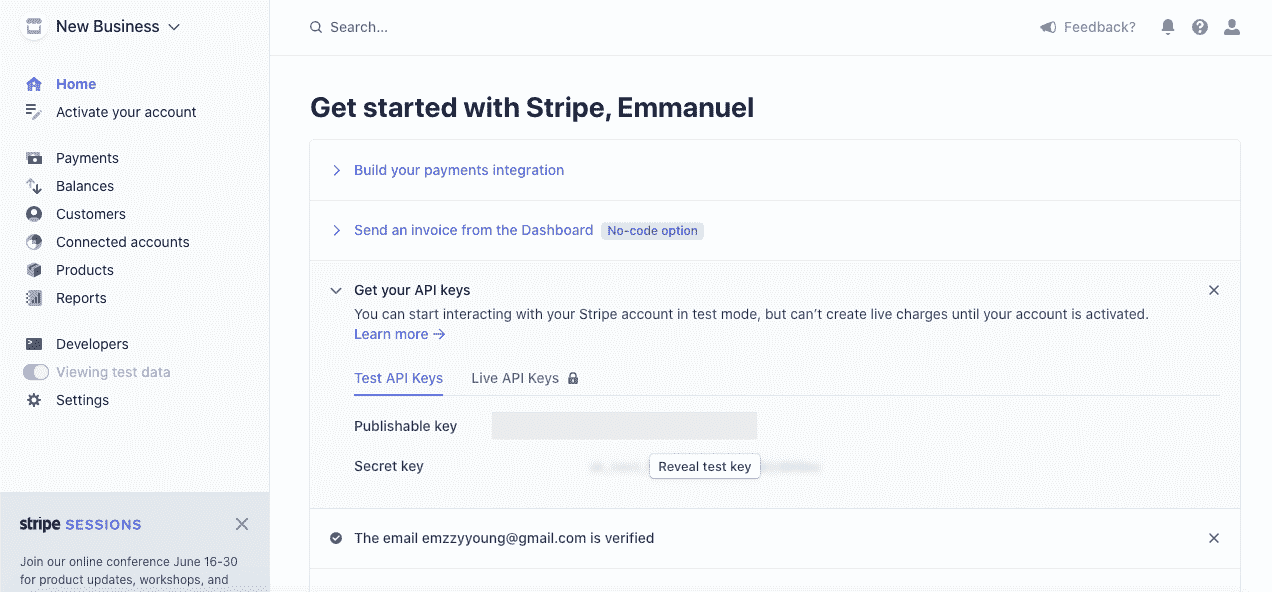 New Business
Search...
Feedback?
Home
Activate your account
Payments
Balances
Customers
Connected accounts
Products
Reports
Developers
Viewing test data
Settings
stripe SESSIONS
Join our online conference June 16-30
for product updates, workshops, and
Get started with Stripe, Emmanuel
Build your payments integration
Send an invoice from the Dashboard No-code option
Get your API keys
You can start interacting with your Stripe account in test mode, but can’t create live charges until your account is activated.
Learn more →
Test API Keys Live API Keys
Publishable key
Secret key Reveal test key
The email emzzyyoung@gmail.com is verified